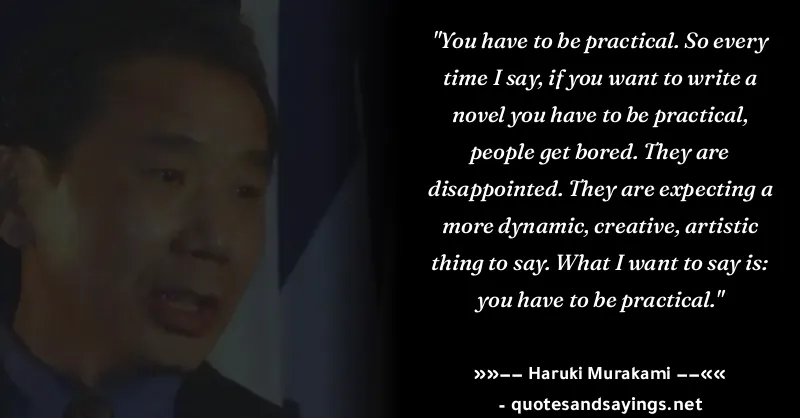 "You have to be practical. So every
time I say, if you want to write a
novel you have to be practical,
people get bored. They are
disappointed. They are expecting a
more dynamic, creative, artistic
thing to say. What I want to say is:
you have to be practical."
»»−− Haruki Murakami −−««
- quotesandsayings.net